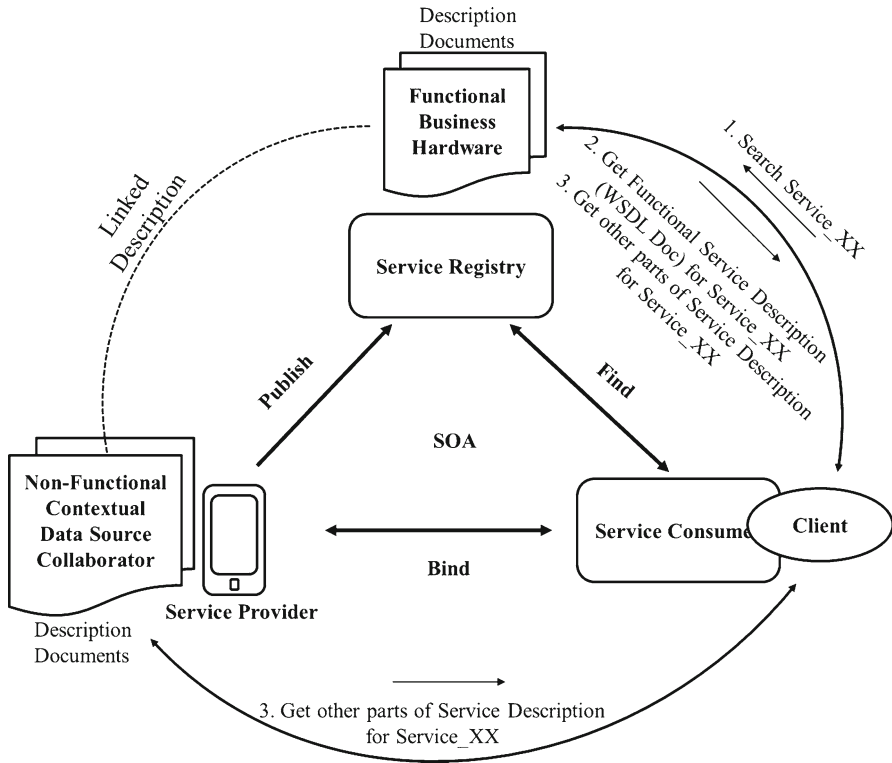 Description
Documents
Functional
Business
Hardware
1. Search Service_XX
2. Get Functional Service Description
(WSDL Doc) for Service_XX
3. Get other parts of Service Description
for Service_XX
Linked
Description
Service Registry
Publish
Find
SOA
Non-Functional
Contextual
Data Source
Collaborator
Service Consume
Client
Bind
Service Provider
Description
Documents
3. Get other parts of Service Description
for Service_XX